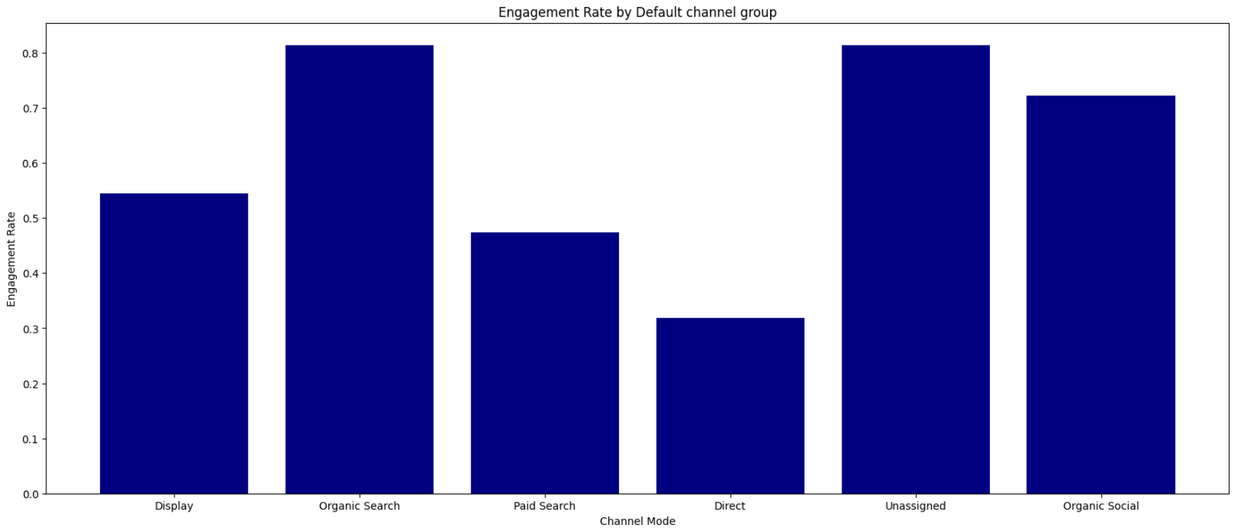 Engagement Rate by Default channel group
Engagement Rate
0.8
0.7
0.6
0.5
0.4
0.3
0.2
0.1
0.0
Display
Organic Search
Paid Search
Direct
Unassigned
Organic Social
Channel Mode